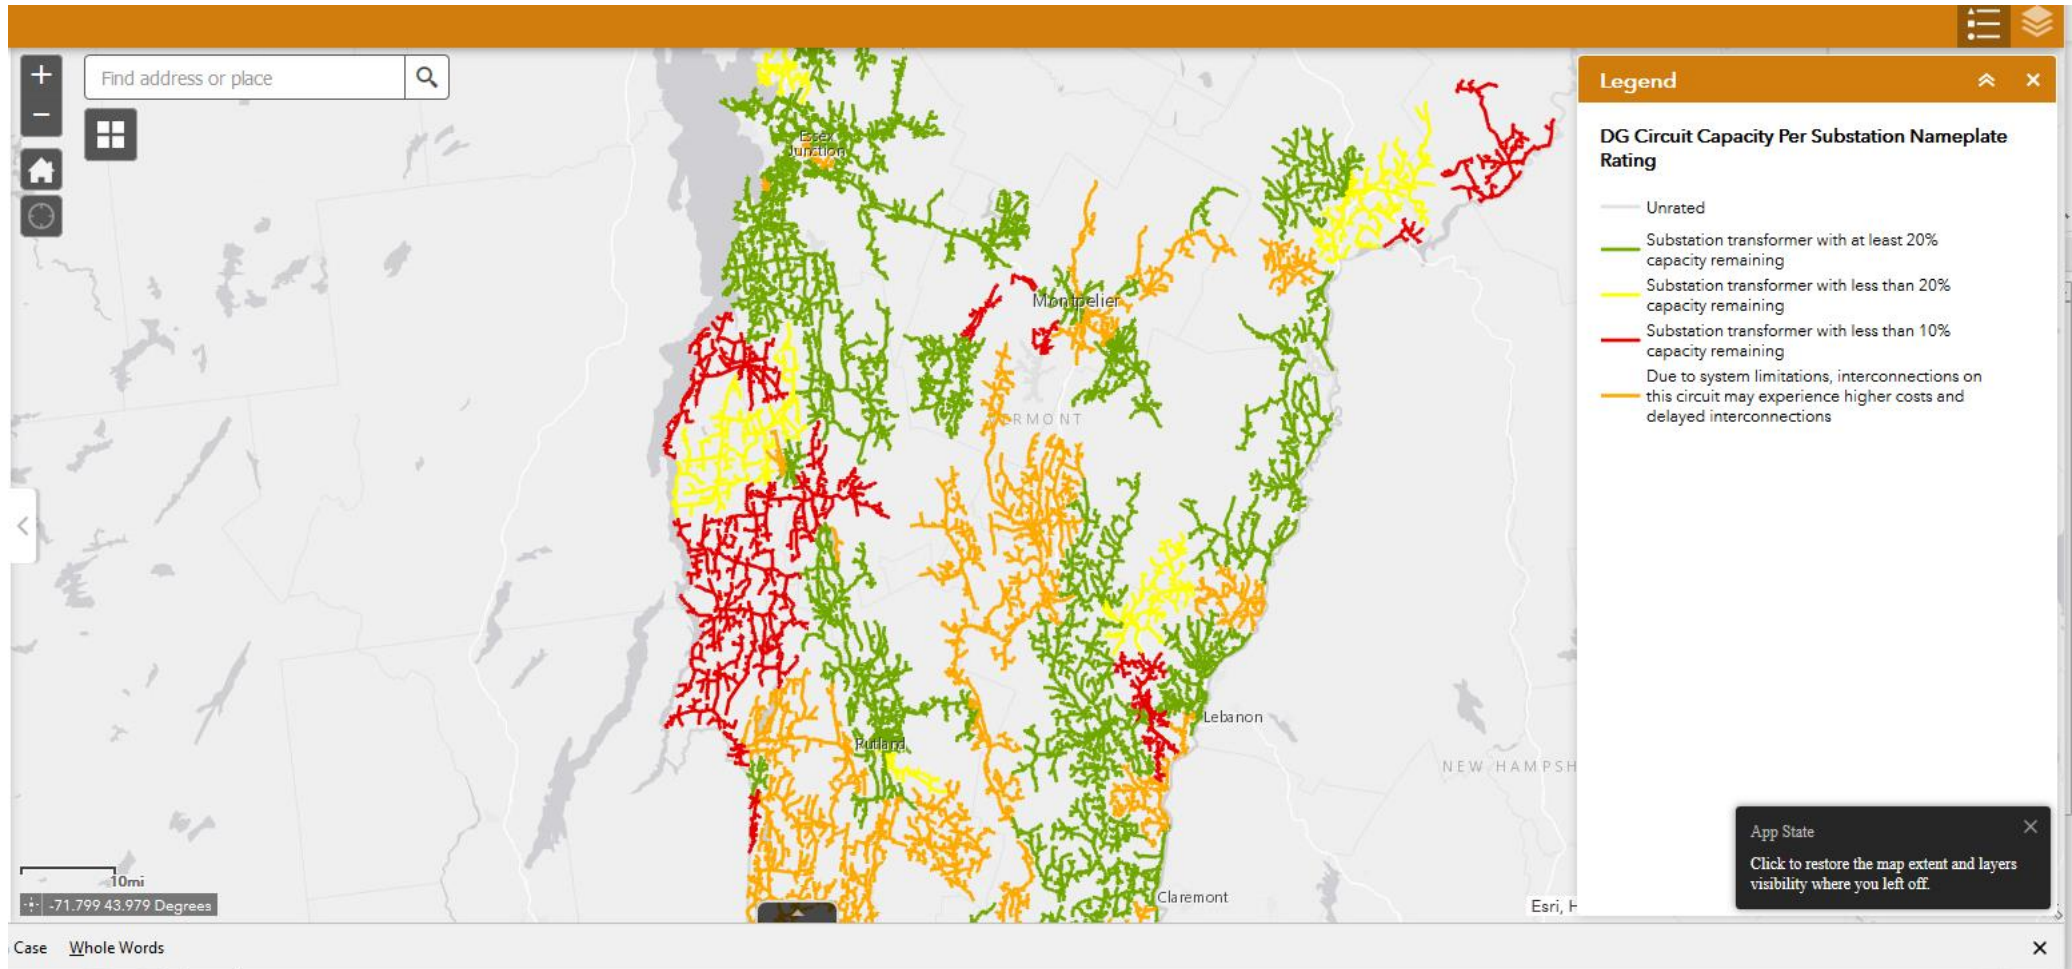 Find address or place
Legend
DG Circuit Capacity Per Substation Nameplate
Rating
Unrated
Substation transformer with at least 20%
capacity remaining
Substation transformer with less than 20%
capacity remaining
Substation transformer with less than 10%
capacity remaining
Due to system limitations, interconnections on
this circuit may experience higher costs and
delayed interconnections
Essex
Junction
Montpelier
VERMONT
Rutland
Lebanon
NEW HAMPSH
Claremont
10mi
-71.799 43.979 Degrees
Esri, H
App State
Click to restore the map extent and layers
visibility where you left off.
Case Whole Words